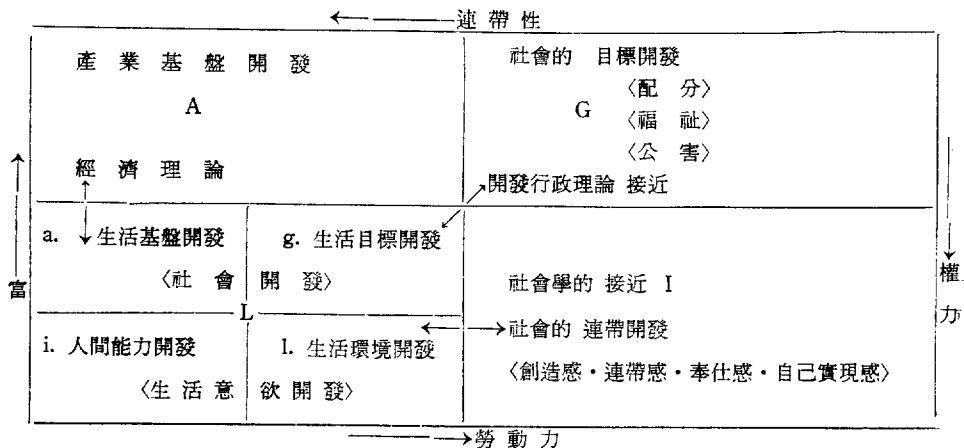 ←——連帶性
產業基盤開發
A
經濟理論
社會的 目標開發
〈配 分〉
G
〈福 祉〉
〈公 害〉
開發行政理論 接近
富
權力
a. 生活基盤開發
g. 生活目標開發
〈社會 開發〉
L
i. 人間能力開發
l. 生活環境開發
〈生活意 欲開發〉
社會學的 接近 I
社會的 連帶開發
〈創造感・連帶感・奉仕感・自己實現感〉
——→勞動力